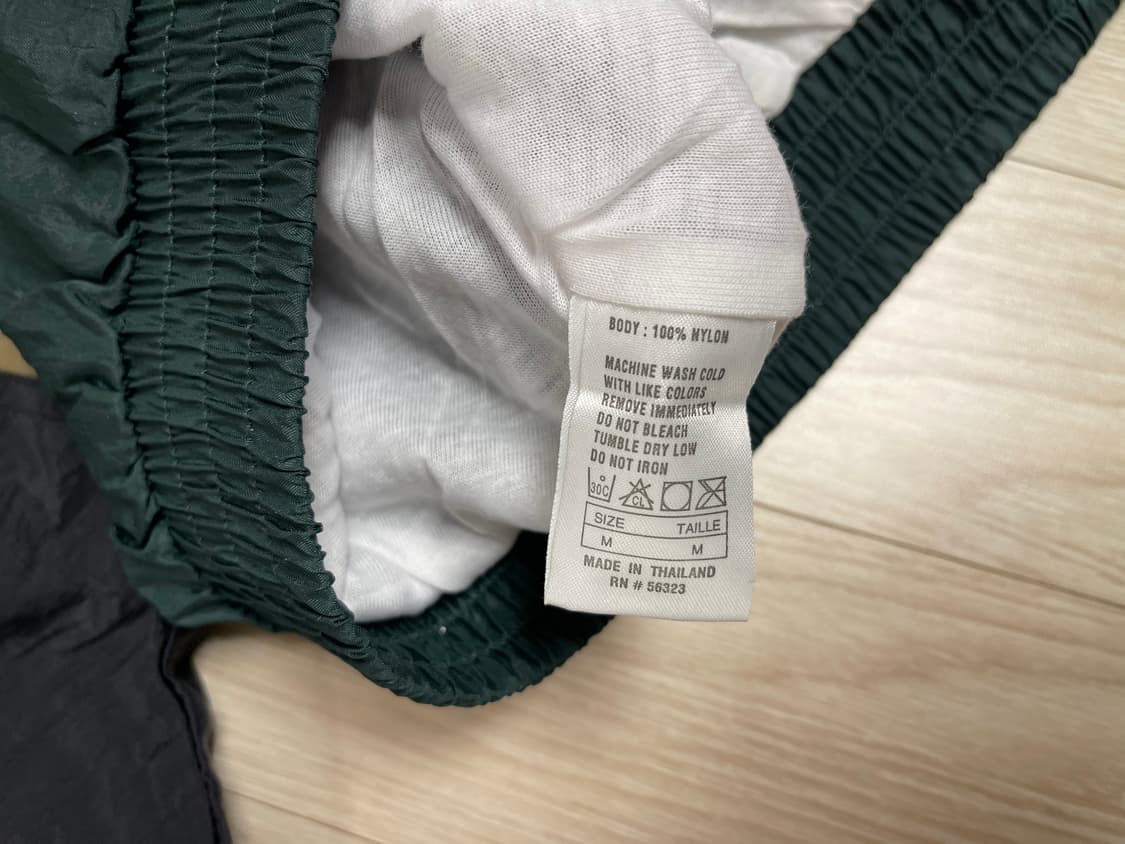 BODY : 100% NYLON
MACHINE WASH COLD
WITH LIKE COLORS
REMOVE IMMEDIATELY
DO NOT BLEACH
TUMBLE DRY LOW
DO NOT IRON
30C CL
SIZE TAILLE
M M
MADE IN THAILAND
RN # 56323